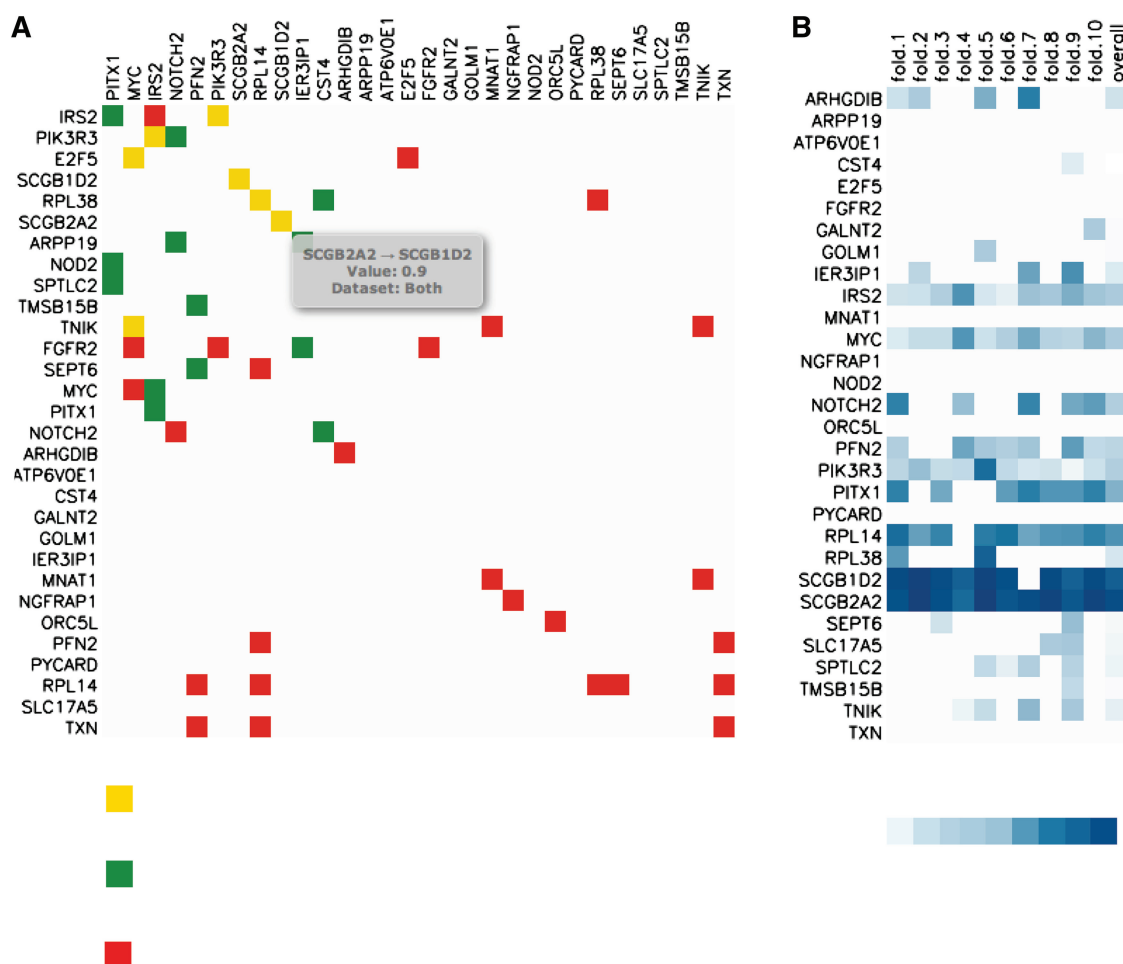 A
PITX1
MYC
IRS2
NOTCH2
PFN2
PIK3R3
SCGB2A2
RPL14
SCGB1D2
IER3IP1
CST4
ARHGDIB
ARPP19
ATP6V0E1
E2F5
FGFR2
GALNT2
GOLM1
MNAT1
NGFRAP1
NOD2
ORC5L
PYCARD
RPL38
SEPT6
SLC17A5
SPTLC2
TMSB15B
TNIK
TXN
IRS2
PIK3R3
E2F5
SCGB1D2
RPL38
SCGB2A2
ARPP19
NOD2
SPTLC2
TMSB15B
TNIK
FGFR2
SEPT6
MYC
PITX1
NOTCH2
ARHGDIB
ATP6V0E1
CST4
GALNT2
GOLM1
IER3IP1
MNAT1
NGFRAP1
ORC5L
PFN2
PYCARD
RPL14
SLC17A5
TXN
SCGB2A2 → SCGB1D2
Value: 0.9
Dataset: Both
B
fold.1
fold.2
fold.3
fold.4
fold.5
fold.6
fold.7
fold.8
fold.9
fold.10
overall
ARHGDIB
ARPP19
ATP6V0E1
CST4
E2F5
FGFR2
GALNT2
GOLM1
IER3IP1
IRS2
MNAT1
MYC
NGFRAP1
NOD2
NOTCH2
ORC5L
PFN2
PIK3R3
PITX1
PYCARD
RPL14
RPL38
SCGB1D2
SCGB2A2
SEPT6
SLC17A5
SPTLC2
TMSB15B
TNIK
TXN